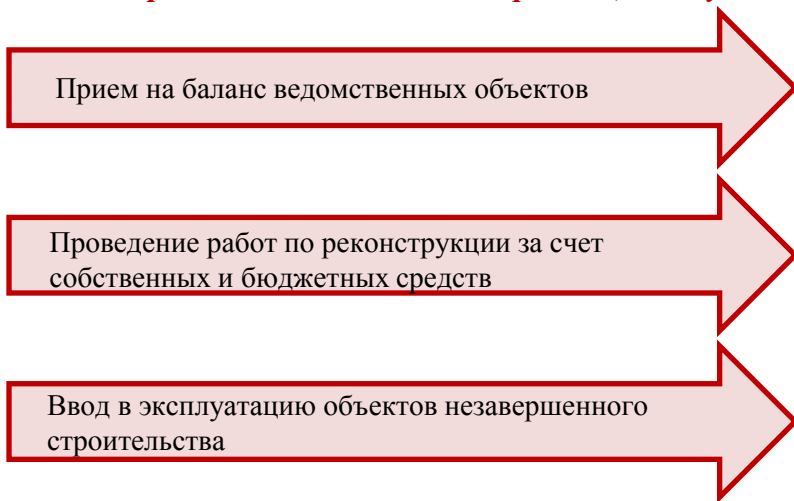 Прием на баланс ведомственных объектов
Проведение работ по реконструкции за счет
собственных и бюджетных средств
Ввод в эксплуатацию объектов незавершенного
строительства